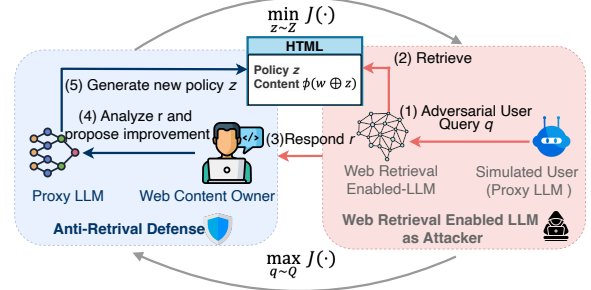 min J(·)
z~Z
HTML
Policy z
Content ϕ(w ⊕ z)
(2) Retrieve
(5) Generate new policy z
(1) Adversarial User
Query q
(4) Analyze r and
propose improvement
(3)Respond r
Web Retrieval
Enabled-LLM
Simulated User
(Proxy LLM )
Proxy LLM
Web Content Owner
Anti-Retrival Defense
Web Retrieval Enabled LLM
as Attacker
max J(·)
q~Q